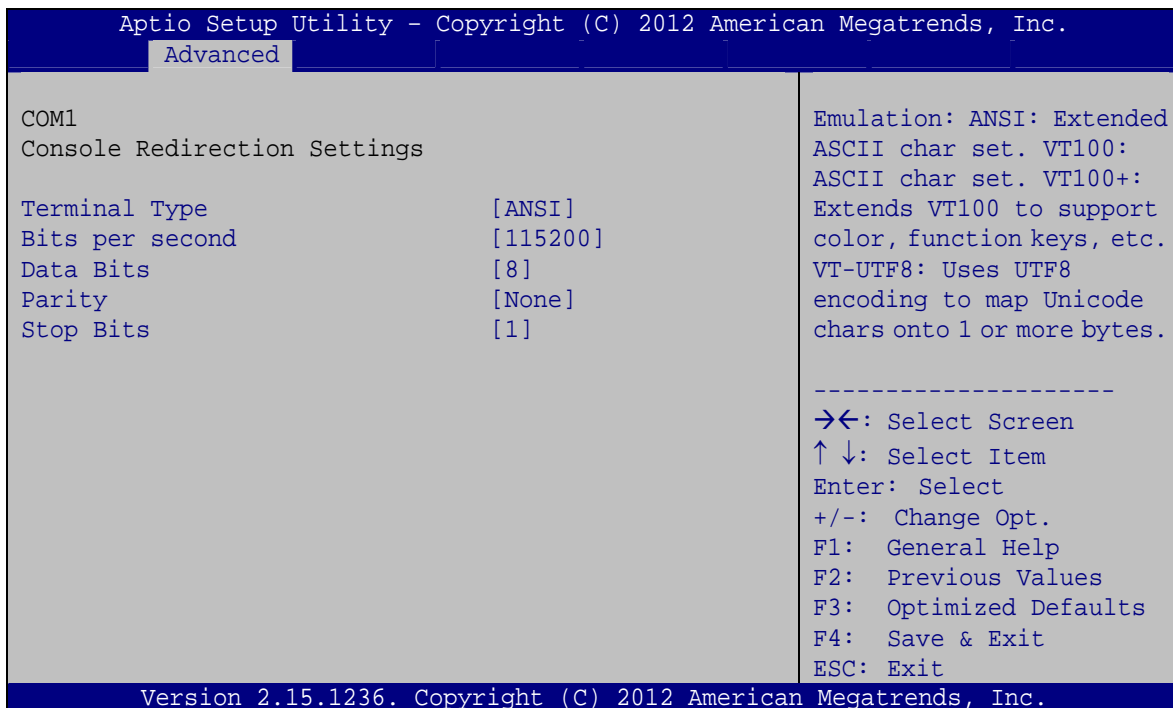 Aptio Setup Utility – Copyright (C) 2012 American Megatrends, Inc.
Advanced
COM1
Console Redirection Settings
Terminal Type [ANSI]
Bits per second [115200]
Data Bits [8]
Parity [None]
Stop Bits [1]
Emulation: ANSI: Extended
ASCII char set. VT100:
ASCII char set. VT100+:
Extends VT100 to support
color, function keys, etc.
VT-UTF8: Uses UTF8
encoding to map Unicode
chars onto 1 or more bytes.
---------------------
→←: Select Screen
↑ ↓: Select Item
Enter: Select
+/-: Change Opt.
F1: General Help
F2: Previous Values
F3: Optimized Defaults
F4: Save & Exit
ESC: Exit
Version 2.15.1236. Copyright (C) 2012 American Megatrends, Inc.